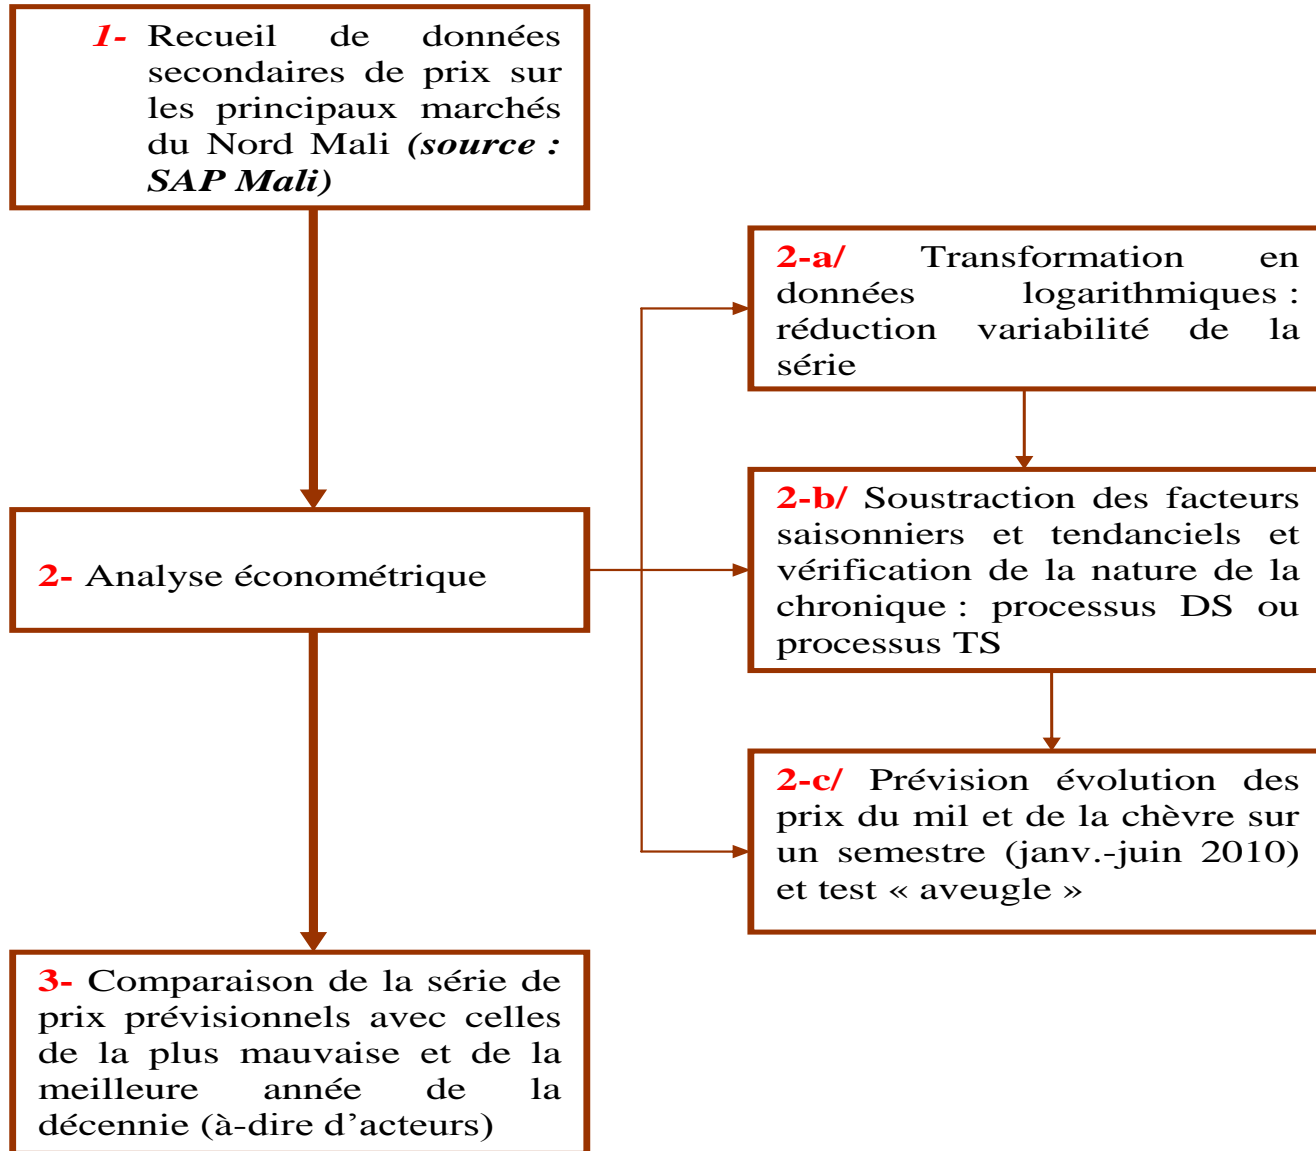 1- Recueil de données
secondaires de prix sur
les principaux marchés
du Nord Mali (source :
SAP Mali)
2-a/ Transformation en
données logarithmiques :
réduction variabilité de la
série
2-b/ Soustraction des facteurs
saisonniers et tendanciels et
vérification de la nature de la
chronique : processus DS ou
processus TS
2- Analyse économétrique
2-c/ Prévision évolution des
prix du mil et de la chèvre sur
un semestre (janv.-juin 2010)
et test « aveugle »
3- Comparaison de la série de
prix prévisionnels avec celles
de la plus mauvaise et de la
meilleure année de la
décennie (à-dire d’acteurs)